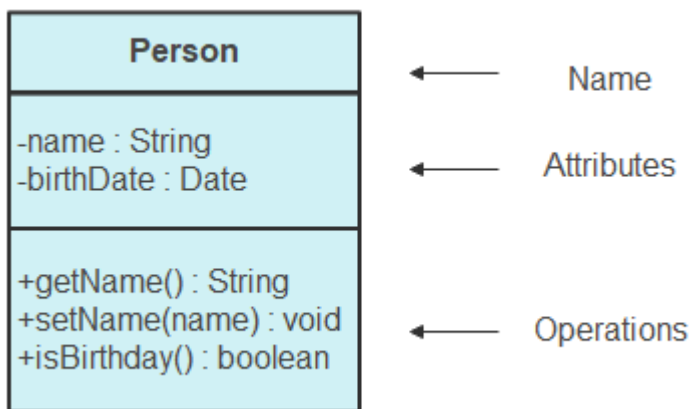 Person
Name
-name : String
-birthDate : Date
Attributes
+getName() : String
+setName(name) : void
+isBirthday() : boolean
Operations